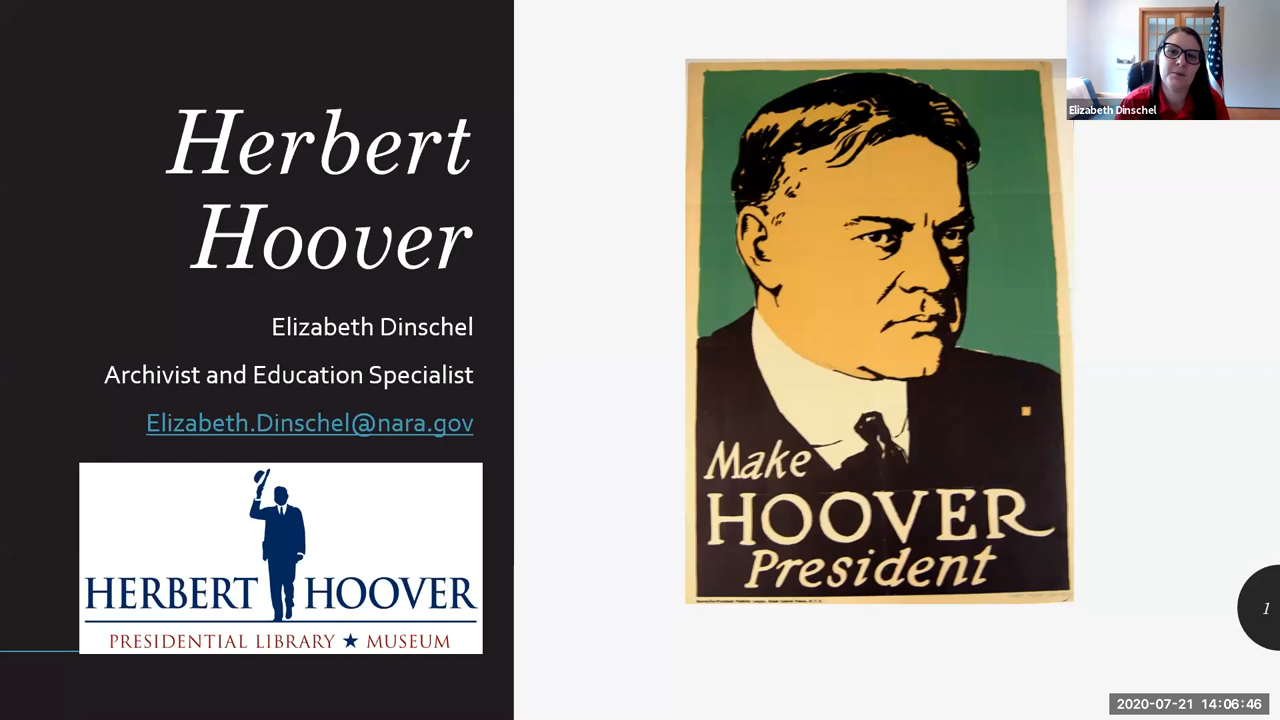 Herbert
Hoover
Elizabeth Dinschel
Archivist and Education Specialist
Elizabeth.Dinschel@nara.gov
HERBERT HOOVER
PRESIDENTIAL LIBRARY ★ MUSEUM
Make
HOOVER
President
Elizabeth Dinschel
1
2020-07-21 14:06:46